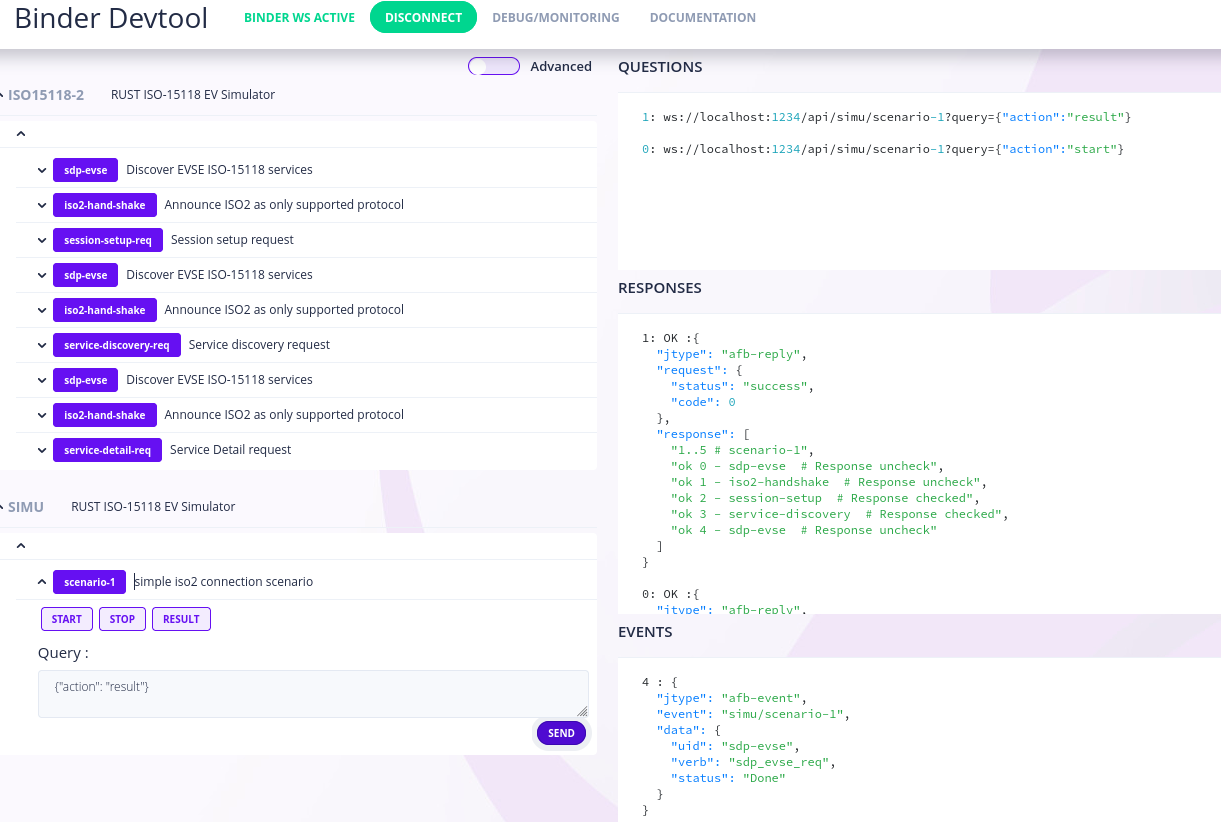 Binder Devtool
BINDER WS ACTIVE
DISCONNECT
DEBUG/MONITORING
DOCUMENTATION
Advanced
ISO15118-2 RUST ISO-15118 EV Simulator
sdp-evse Discover EVSE ISO-15118 services
iso2-hand-shake Announce ISO2 as only supported protocol
session-setup-req Session setup request
sdp-evse Discover EVSE ISO-15118 services
iso2-hand-shake Announce ISO2 as only supported protocol
service-discovery-req Service discovery request
sdp-evse Discover EVSE ISO-15118 services
iso2-hand-shake Announce ISO2 as only supported protocol
service-detail-req Service Detail request
SIMU RUST ISO-15118 EV Simulator
scenario-1 simple iso2 connection scenario
START STOP RESULT
Query :
{"action": "result"}
SEND
QUESTIONS
1: ws://localhost:1234/api/simu/scenario-1?query={"action":"result"}
0: ws://localhost:1234/api/simu/scenario-1?query={"action":"start"}
RESPONSES
1: OK :{
"jtype": "afb-reply",
"request": {
"status": "success",
"code": 0
},
"response": [
"1..5 # scenario-1",
"ok 0 - sdp-evse  # Response uncheck",
"ok 1 - iso2-handshake  # Response uncheck",
"ok 2 - session-setup  # Response checked",
"ok 3 - service-discovery  # Response checked",
"ok 4 - sdp-evse  # Response uncheck"
]
}
0: OK :{
"jtype": "afb-reply",
EVENTS
4 : {
"jtype": "afb-event",
"event": "simu/scenario-1",
"data": {
"uid": "sdp-evse",
"verb": "sdp_evse_req",
"status": "Done"
}
}